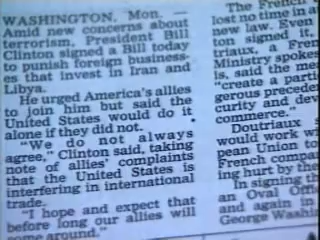 WASHINGTON, Mon. —
Amid new concerns about
terrorism, President Bill
Clinton signed a Bill today
to punish foreign business-
es that invest in Iran and
Libya.
He urged America's allies
to join him but said the
United States would do it
alone if they did not.
"We do not always
agree," Clinton said, taking
note of allies' complaints
that the United States is
interfering in international
trade.
"I hope and expect that
before long our allies will
come around."
The French
lost no time in
new law. Even
ton signed it,
triaux, a Fren
Ministry spokes
is, said the mea
"create a parti
gerous preceden
curity and dev
commerce."
Doutriaux s
would work wi
pean Union to
French compa
ing hurt by th
In signing th
an Oval Offi
and again in
George Washi